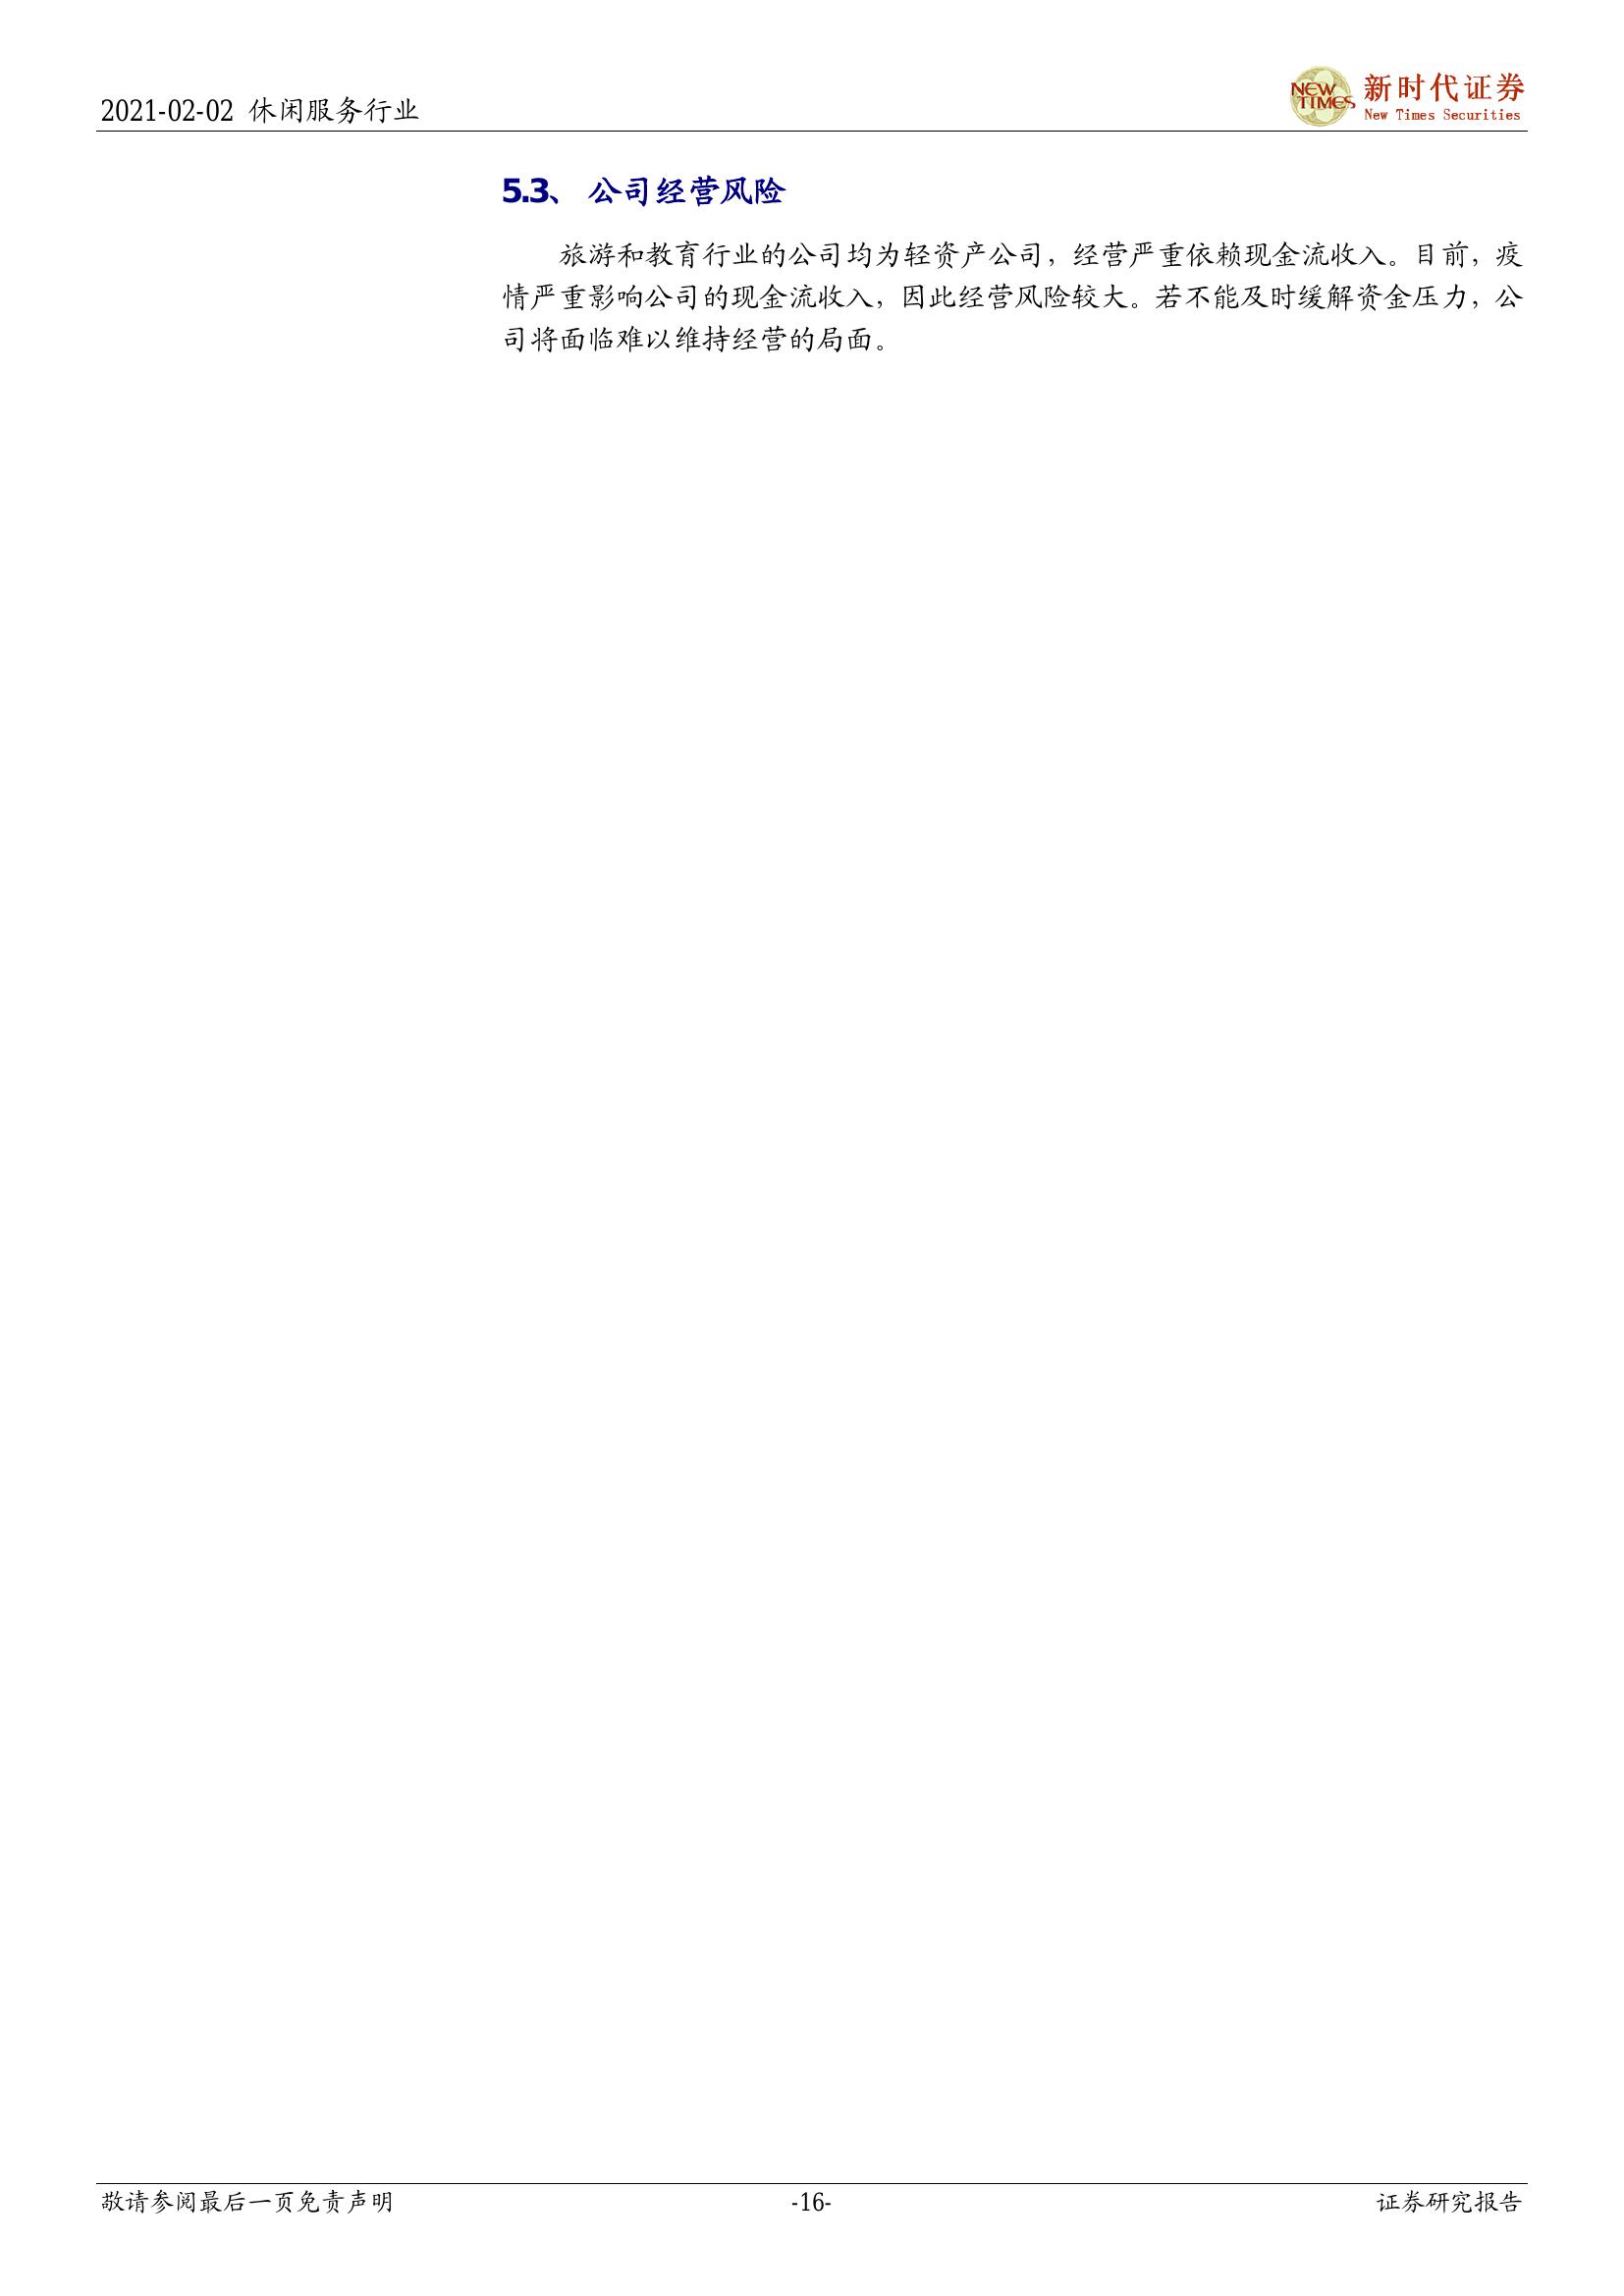 2021-02-02 休闲服务行业
NEW TIMES
新时代证券
New Times Securities
5.3、 公司经营风险
旅游和教育行业的公司均为轻资产公司，经营严重依赖现金流收入。目前，疫
情严重影响公司的现金流收入，因此经营风险较大。若不能及时缓解资金压力，公
司将面临难以维持经营的局面。
敬请参阅最后一页免责声明
-16-
证券研究报告